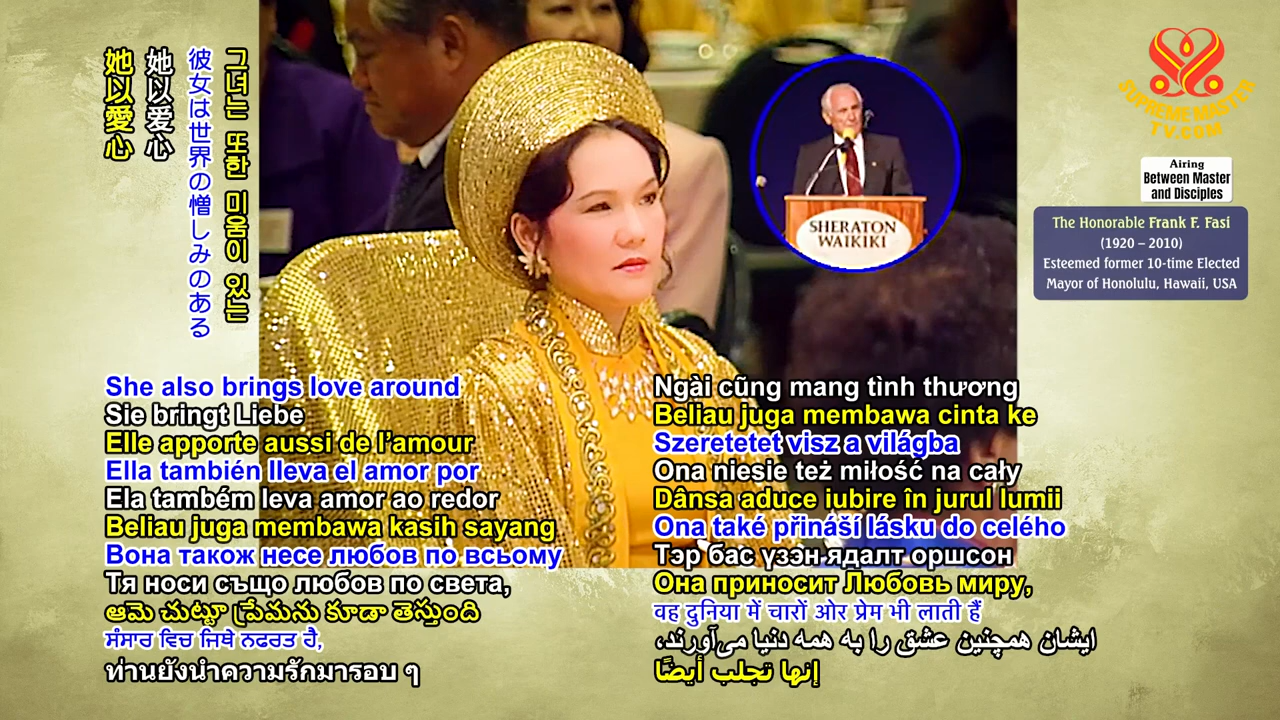 她以愛心
她以爱心
彼女は世界の憎しみのある
그녀는 또한 미움이 있는
SUPREME MASTER
TV.COM
Airing
Between Master
and Disciples
The Honorable Frank F. Fasi
(1920 – 2010)
Esteemed former 10-time Elected
Mayor of Honolulu, Hawaii, USA
SHERATON
WAIKIKI
She also brings love around
Sie bringt Liebe
Elle apporte aussi de l’amour
Ella también lleva el amor por
Ela também leva amor ao redor
Beliau juga membawa kasih sayang
Вона також несе любов по всьому
Тя носи също любов по света,
ఆమె చుట్టూ ప్రేమను కూడా తెస్తుంది
ਸੰਸਾਰ ਵਿਚ ਜਿਥੇ ਨਫਰਤ ਹੈ,
ท่านยังนำความรักมารอบ ๆ
Ngài cũng mang tình thương
Beliau juga membawa cinta ke
Szeretetet visz a világba
Ona niesie też miłość na cały
Dânsa aduce iubire în jurul lumii
Ona také přináší lásku do celého
Тэр бас үзэн ядалт оршсон
Она приносит Любовь миру,
वह दुनिया में चारों ओर प्रेम भी लाती हैं
ایشان همچنین عشق را به همه دنیا می‌آورند،
إنها تجلب أيضًا